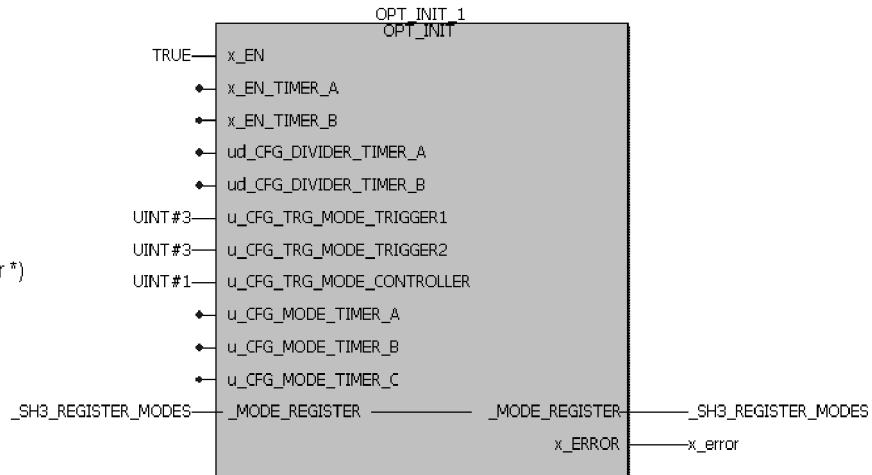 OPT_INIT_1
OPT_INIT
TRUE x_EN
x_EN_TIMER_A
x_EN_TIMER_B
ud_CFG_DIVIDER_TIMER_A
ud_CFG_DIVIDER_TIMER_B
UINT#3 u_CFG_TRG_MODE_TRIGGER1
UINT#3 u_CFG_TRG_MODE_TRIGGER2
r *)
UINT#1 u_CFG_TRG_MODE_CONTROLLER
u_CFG_MODE_TIMER_A
u_CFG_MODE_TIMER_B
u_CFG_MODE_TIMER_C
_SH3_REGISTER_MODES _MODE_REGISTER _MODE_REGISTER _SH3_REGISTER_MODES
x_ERROR x_error